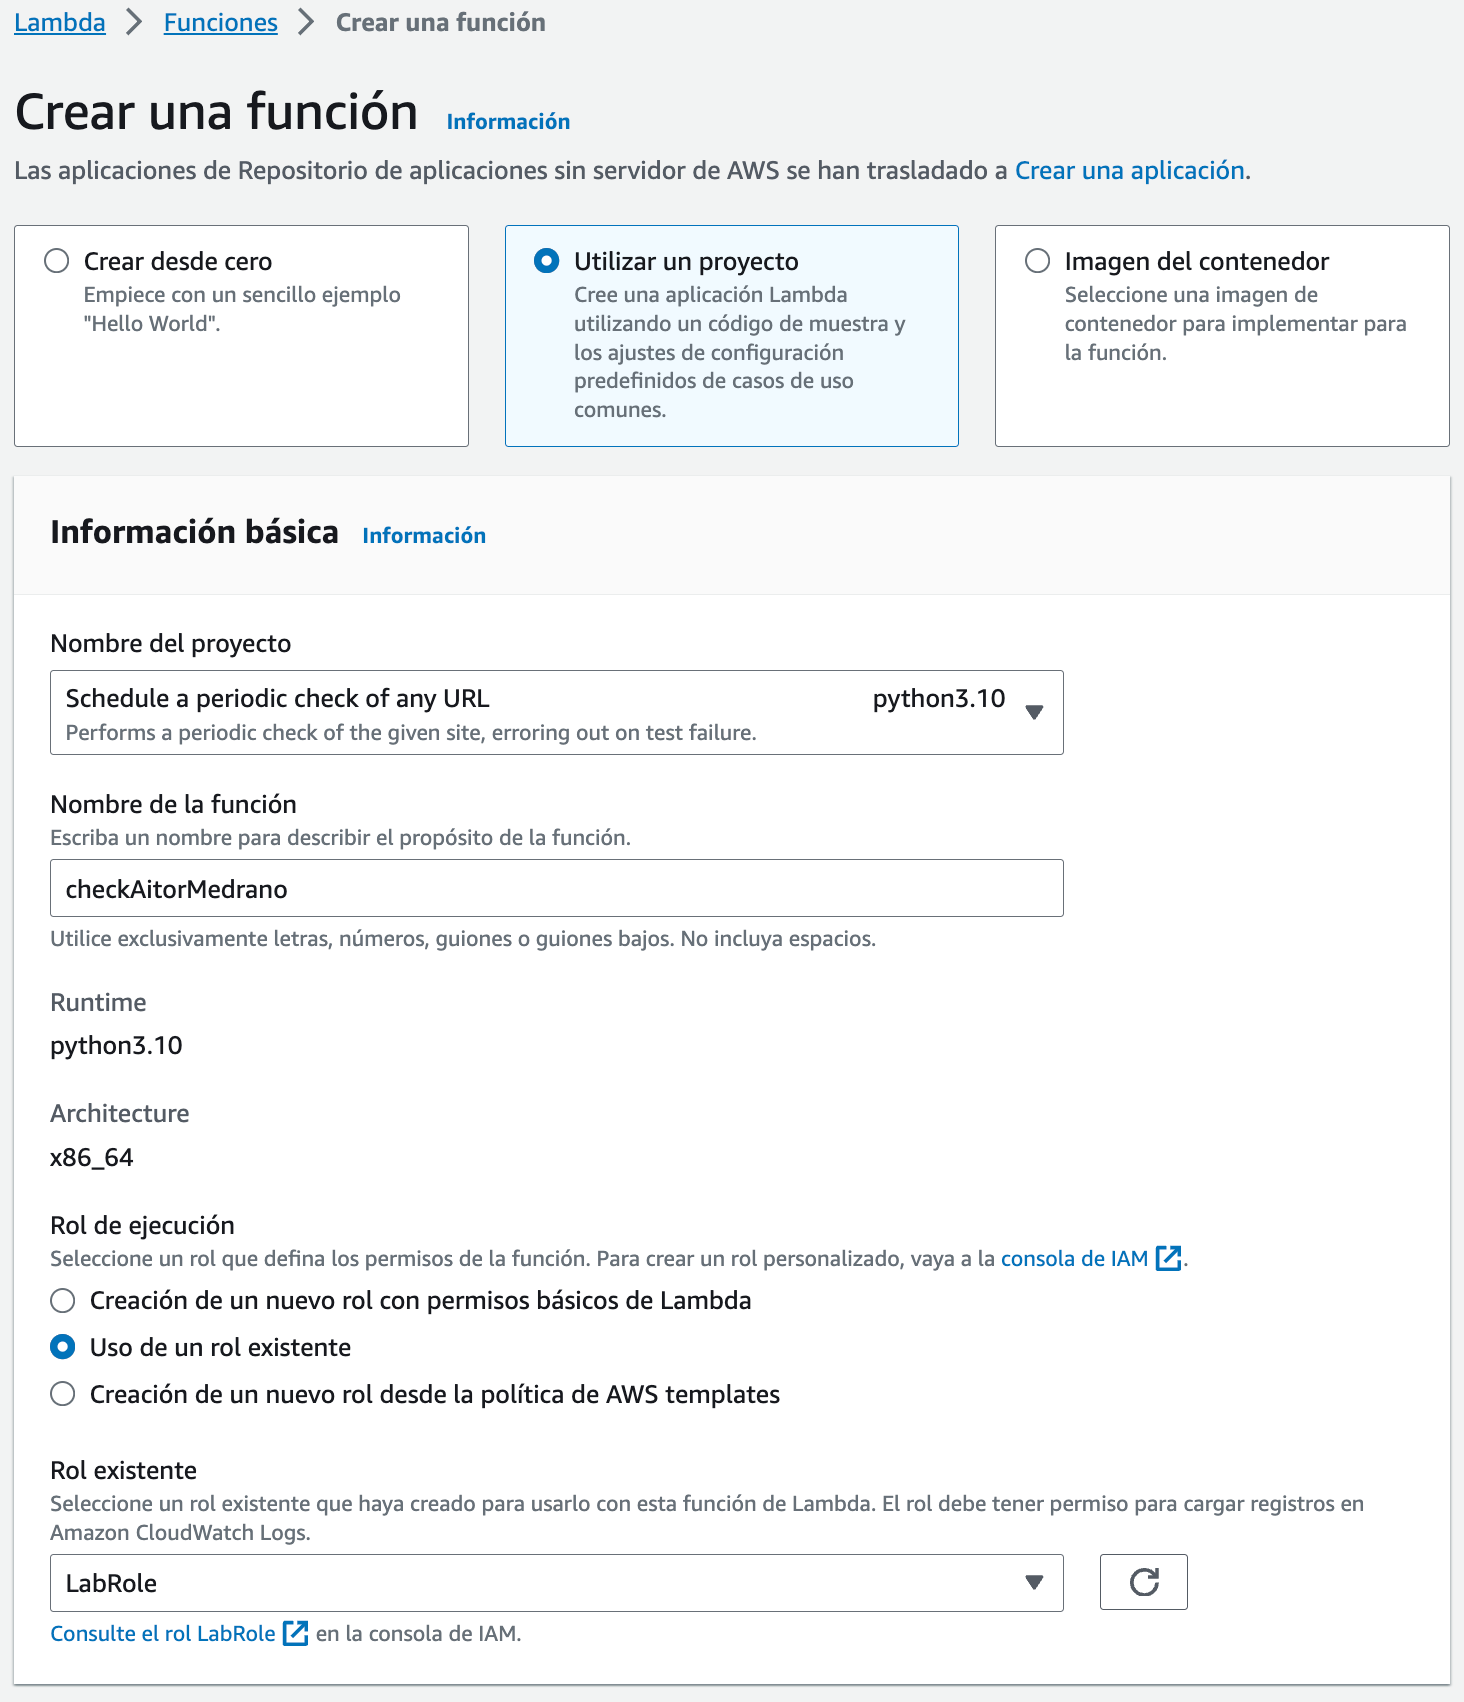 Lambda > Funciones > Crear una función
Crear una función Información
Las aplicaciones de Repositorio de aplicaciones sin servidor de AWS se han trasladado a Crear una aplicación.
Crear desde cero
Empiece con un sencillo ejemplo
"Hello World".
Utilizar un proyecto
Cree una aplicación Lambda
utilizando un código de muestra y
los ajustes de configuración
predefinidos de casos de uso
comunes.
Imagen del contenedor
Seleccione una imagen de
contenedor para implementar para
la función.
Información básica Información
Nombre del proyecto
Schedule a periodic check of any URL python3.10
Performs a periodic check of the given site, erroring out on test failure.
Nombre de la función
Escriba un nombre para describir el propósito de la función.
checkAitorMedrano
Utilice exclusivamente letras, números, guiones o guiones bajos. No incluya espacios.
Runtime
python3.10
Architecture
x86_64
Rol de ejecución
Seleccione un rol que defina los permisos de la función. Para crear un rol personalizado, vaya a la consola de IAM.
Creación de un nuevo rol con permisos básicos de Lambda
Uso de un rol existente
Creación de un nuevo rol desde la política de AWS templates
Rol existente
Seleccione un rol existente que haya creado para usarlo con esta función de Lambda. El rol debe tener permiso para cargar registros en
Amazon CloudWatch Logs.
LabRole
Consulte el rol LabRole en la consola de IAM.